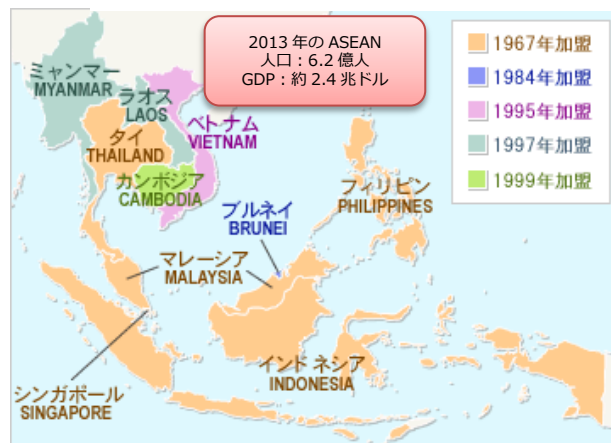 2013 年の ASEAN
人口：6.2 億人
GDP：約 2.4 兆ドル
1967年加盟
1984年加盟
1995年加盟
1997年加盟
1999年加盟
ミャンマー
MYANMAR
ラオス
LAOS
ベトナム
VIETNAM
タイ
THAILAND
カンボジア
CAMBODIA
フィリピン
PHILIPPINES
ブルネイ
BRUNEI
マレーシア
MALAYSIA
インドネシア
INDONESIA
シンガポール
SINGAPORE